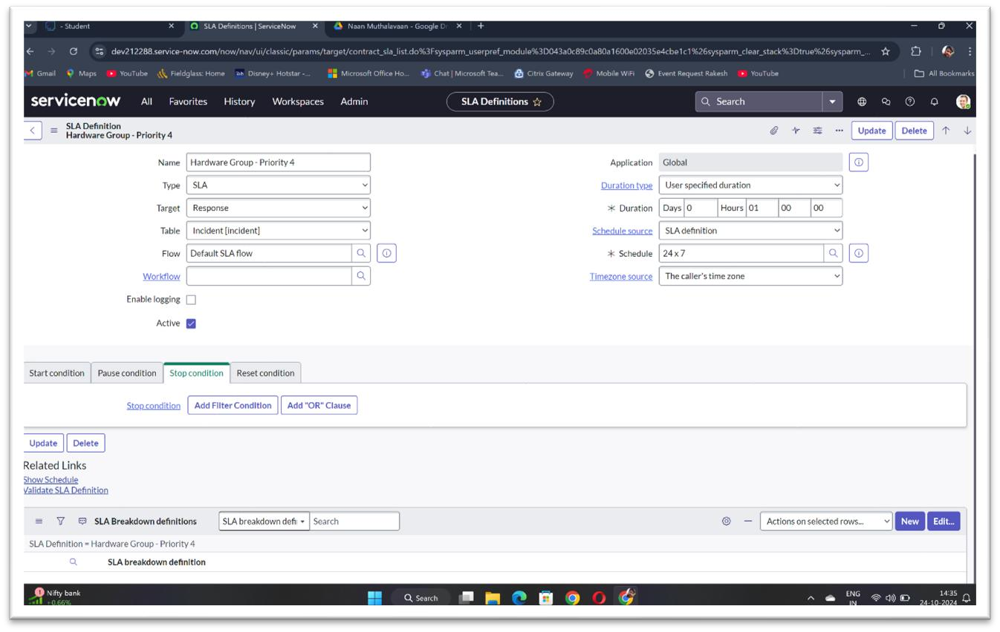 - Student
SLA Definitions | ServiceNow
Naan Muthalavaan - Google Dr
dev212288.service-now.com/now/nav/ui/classic/params/target/contract_sla_list.do%3Fsysparm_userpref_module%3D043a0c89c0a80a1600e02035e4cbe1c1%26sysparm_clear_stack%3Dtrue%26sysparm_...
Gmail Maps YouTube Fieldglass: Home Disney+ Hotstar -... Microsoft Office Ho... Chat | Microsoft Tea... Citrix Gateway Mobile WiFi Event Request Rakesh YouTube All Bookmarks
servicenow All Favorites History Workspaces Admin SLA Definitions Search
SLA Definition
Hardware Group - Priority 4
Update Delete
Name Hardware Group - Priority 4 Application Global
Type SLA Duration type User specified duration
Target Response Duration Days 0 Hours 01 00 00
Table Incident [incident] Schedule source SLA definition
Flow Default SLA flow Schedule 24 x 7
Workflow Timezone source The caller's time zone
Enable logging
Active
Start condition Pause condition Stop condition Reset condition
Stop condition Add Filter Condition Add "OR" Clause
Update Delete
Related Links
Show Schedule
Validate SLA Definition
SLA Breakdown definitions SLA breakdown defi Search Actions on selected rows... New Edit...
SLA Definition = Hardware Group - Priority 4
SLA breakdown definition
1 Nifty bank
+0.66%
Search
ENG
IN
14:35
24-10-2024